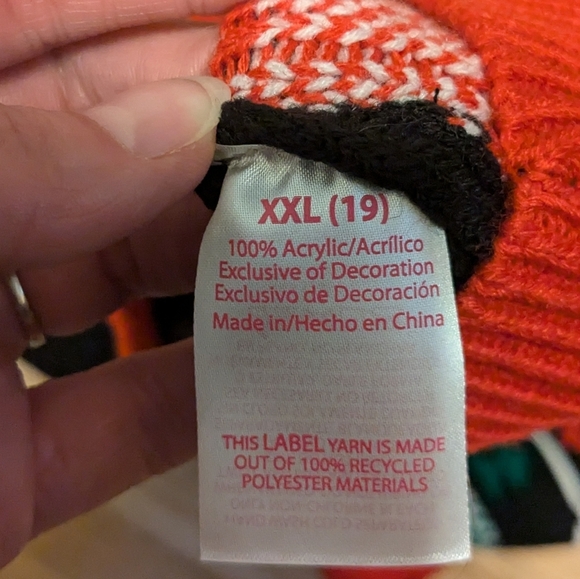 XXL (19)
100% Acrylic/Acrílico
Exclusive of Decoration
Exclusivo de Decoración
Made in/Hecho en China
THIS LABEL YARN IS MADE
OUT OF 100% RECYCLED
POLYESTER MATERIALS